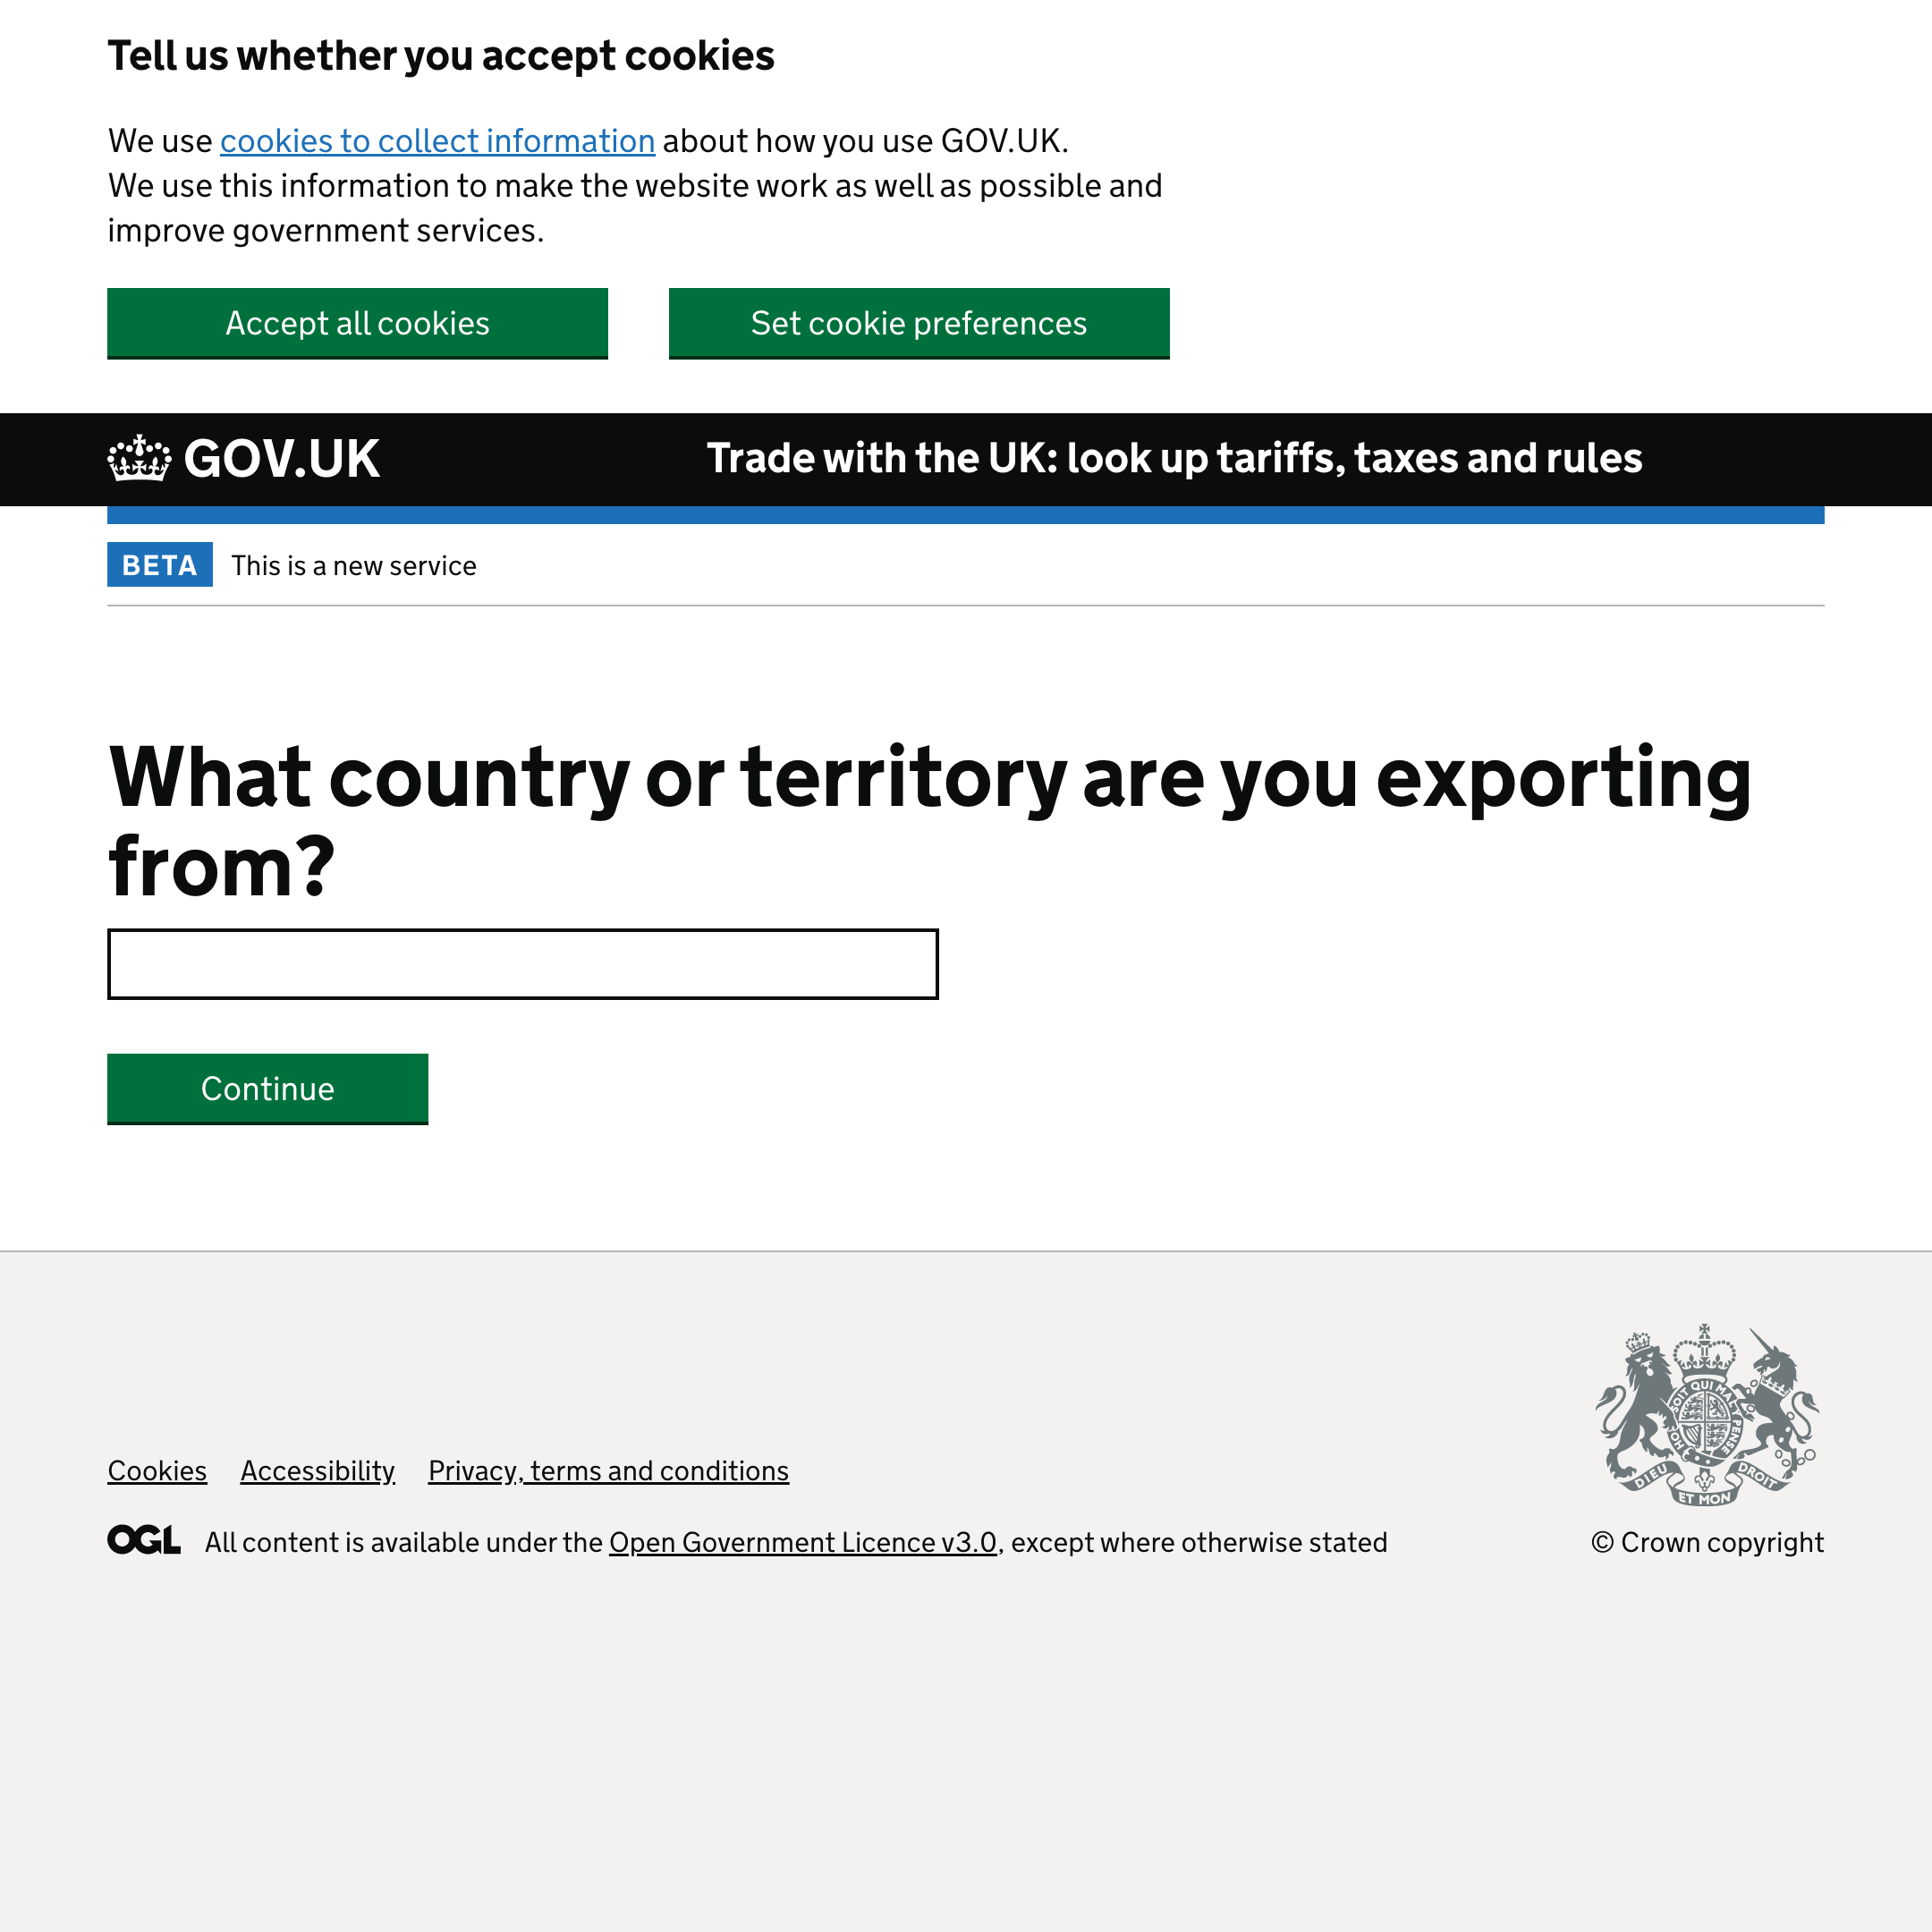 Tell us whether you accept cookies
We use cookies to collect information about how you use GOV.UK.
We use this information to make the website work as well as possible and
improve government services.
Accept all cookies
Set cookie preferences
GOV.UK
Trade with the UK: look up tariffs, taxes and rules
BETA
This is a new service
What country or territory are you exporting
from?
Continue
SOIT QUI MAL Y PENSE
DIEU ET MON DROIT
Cookies
Accessibility
Privacy, terms and conditions
OGL
All content is available under the Open Government Licence v3.0, except where otherwise stated
© Crown copyright